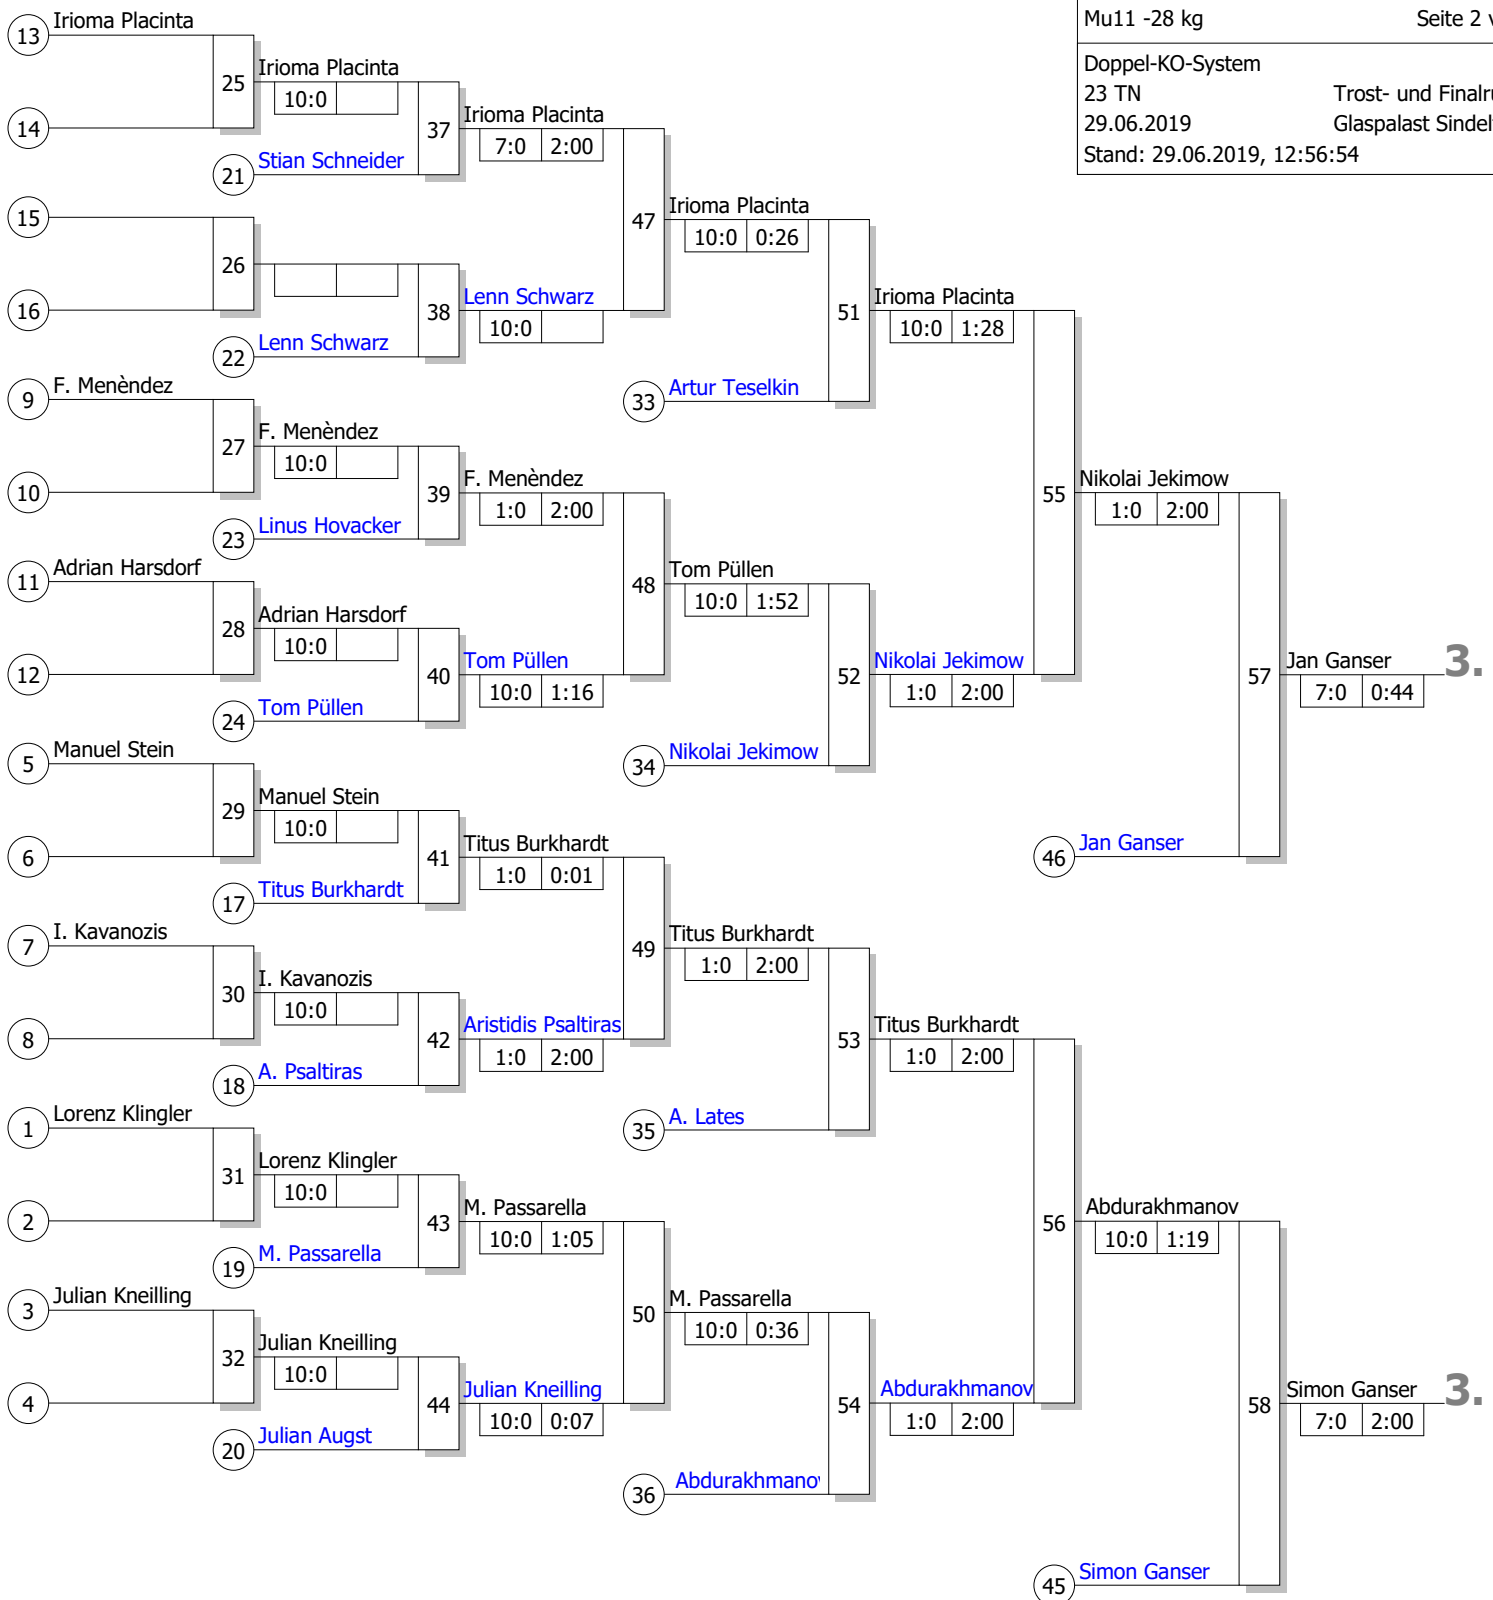 Mu11 -28 kg Seite 2
Doppel-KO-System
23 TN Trost- und
29.06.2019 Glaspalast
Stand: 29.06.2019, 12:56:54
13 Irioma Placinta
25 Irioma Placinta
10:0
14
37 Irioma Placinta
7:0 2:00
21 Stian Schneider
15
47 Irioma Placinta
10:0 0:26
26
16
38 Lenn Schwarz
10:0
22 Lenn Schwarz
51 Irioma Placinta
10:0 1:28
33 Artur Teselkin
9 F. Menèndez
27 F. Menèndez
10:0
10
39 F. Menèndez
1:0 2:00
23 Linus Hovacker
55 Nikolai Jekimow
1:0 2:00
11 Adrian Harsdorf
28 Adrian Harsdorf
10:0
12
48 Tom Püllen
10:0 1:52
40 Tom Püllen
10:0 1:16
24 Tom Püllen
52 Nikolai Jekimow
1:0 2:00
34 Nikolai Jekimow
57 Jan Ganser 3.
7:0 0:44
46 Jan Ganser
5 Manuel Stein
29 Manuel Stein
10:0
6
41 Titus Burkhardt
1:0 0:01
17 Titus Burkhardt
7 I. Kavanozis
49 Titus Burkhardt
1:0 2:00
30 I. Kavanozis
10:0
8
42 Aristidis Psaltiras
1:0 2:00
18 A. Psaltiras
53 Titus Burkhardt
1:0 2:00
35 A. Lates
1 Lorenz Klingler
31 Lorenz Klingler
10:0
2
43 M. Passarella
10:0 1:05
19 M. Passarella
56 Abdurakhmanov
10:0 1:19
3 Julian Kneilling
50 M. Passarella
10:0 0:36
32 Julian Kneilling
10:0
4
44 Julian Kneilling
10:0 0:07
20 Julian Augst
54 Abdurakhmanov
1:0 2:00
36 Abdurakhmano
58 Simon Ganser 3.
7:0 2:00
45 Simon Ganser